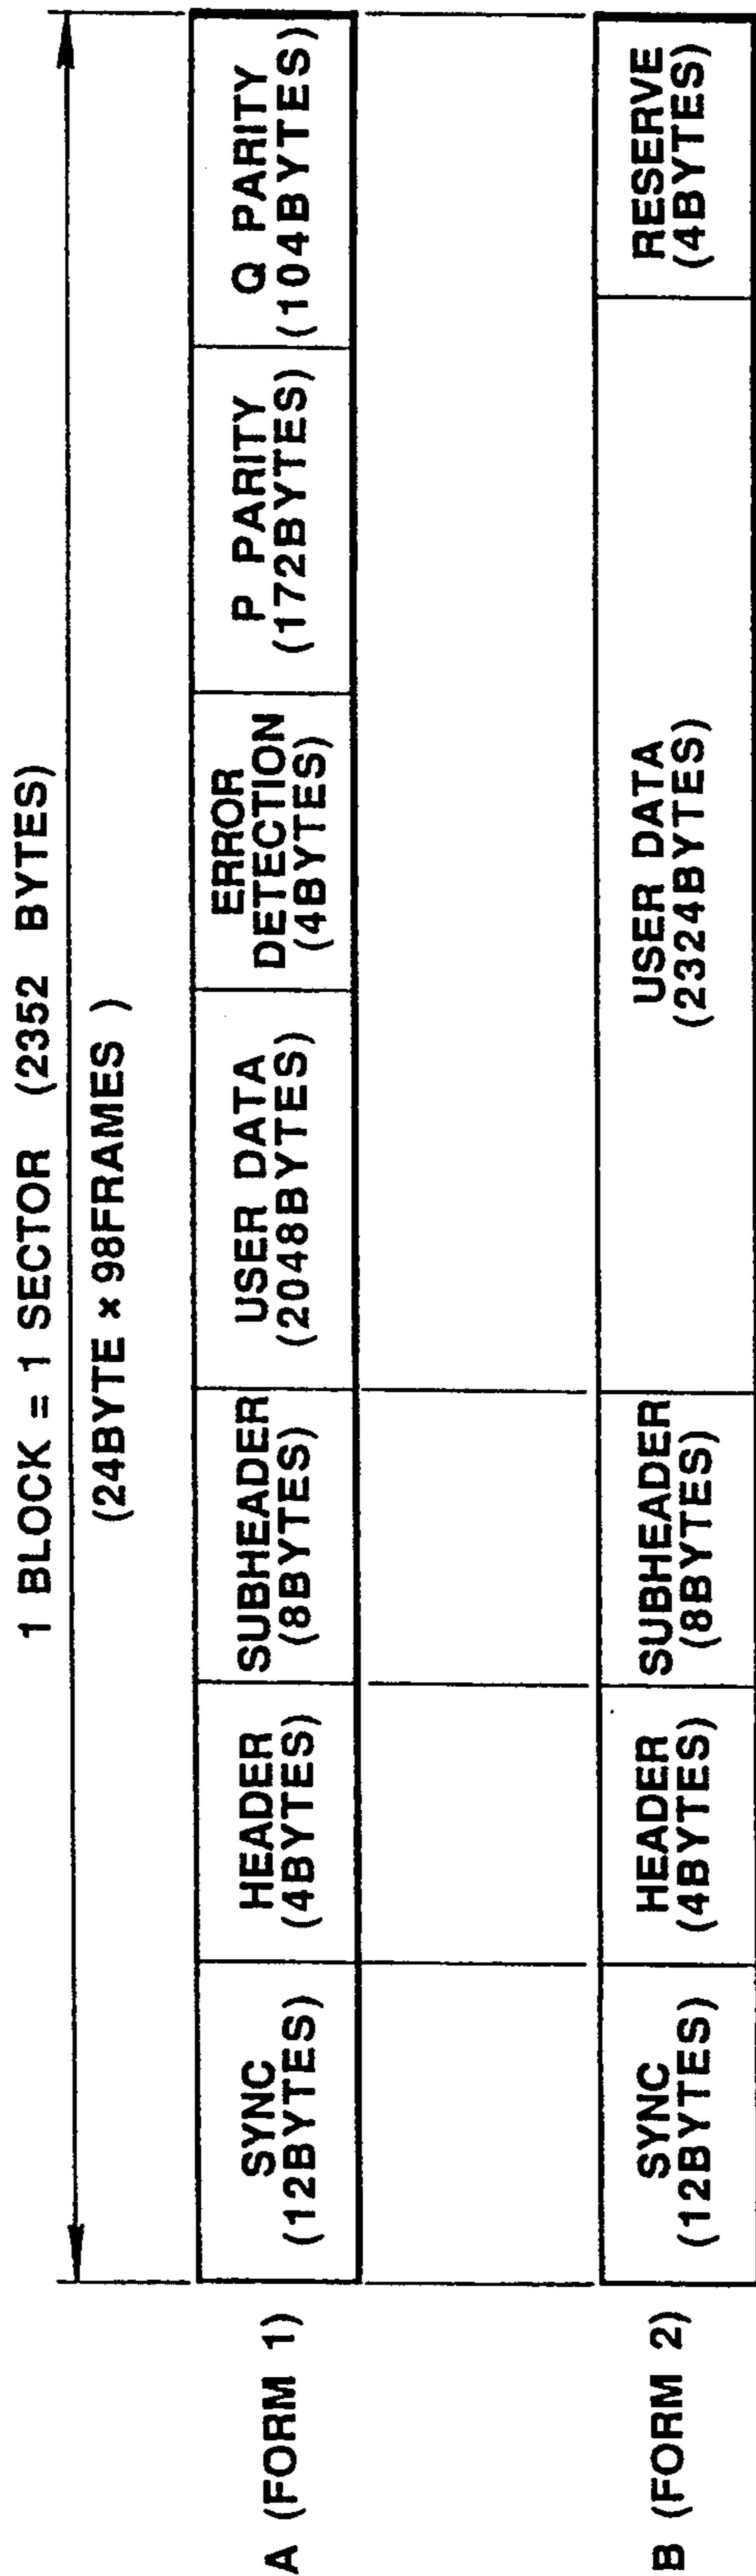 1 BLOCK = 1 SECTOR (2352 BYTES)
(24BYTE × 98FRAMES )
A (FORM 1)
SYNC
(12BYTES)
HEADER
(4BYTES)
SUBHEADER
(8BYTES)
USER DATA
(2048BYTES)
ERROR
DETECTION
(4BYTES)
P PARITY
(172BYTES)
Q PARITY
(104BYTES)
B (FORM 2)
SYNC
(12BYTES)
HEADER
(4BYTES)
SUBHEADER
(8BYTES)
USER DATA
(2324BYTES)
RESERVE
(4BYTES)